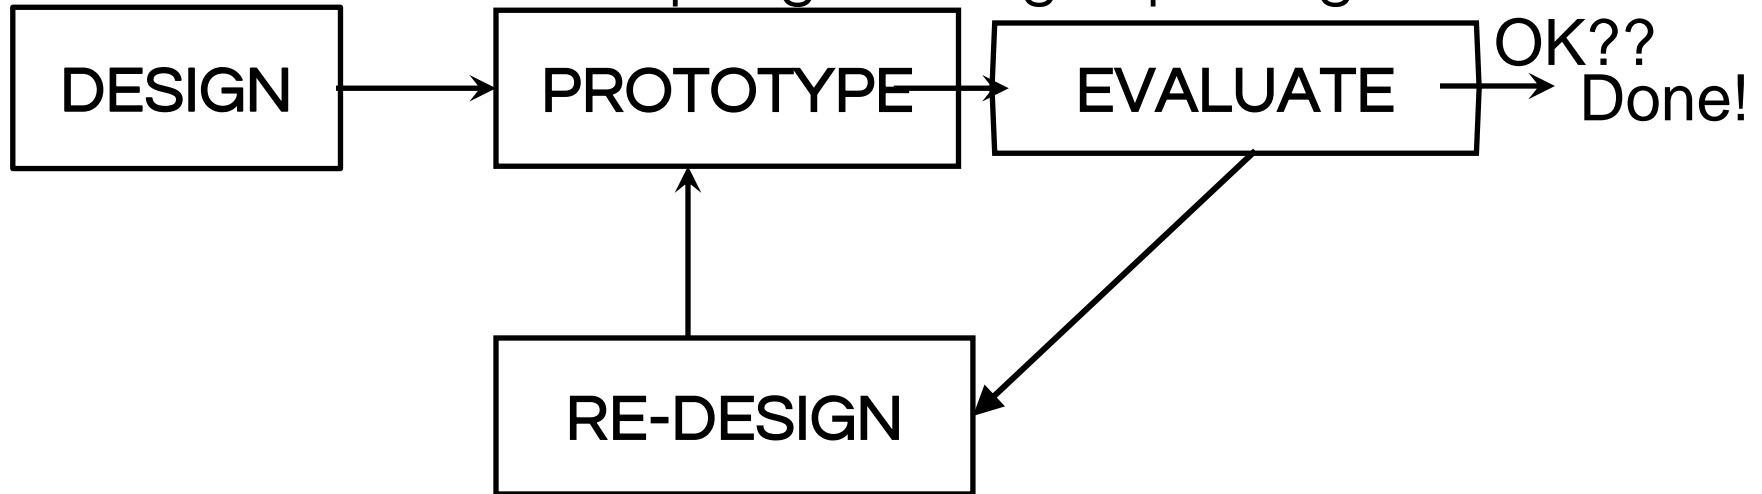 DESIGN
PROTOTYPE
EVALUATE
OK??
Done!
RE-DESIGN